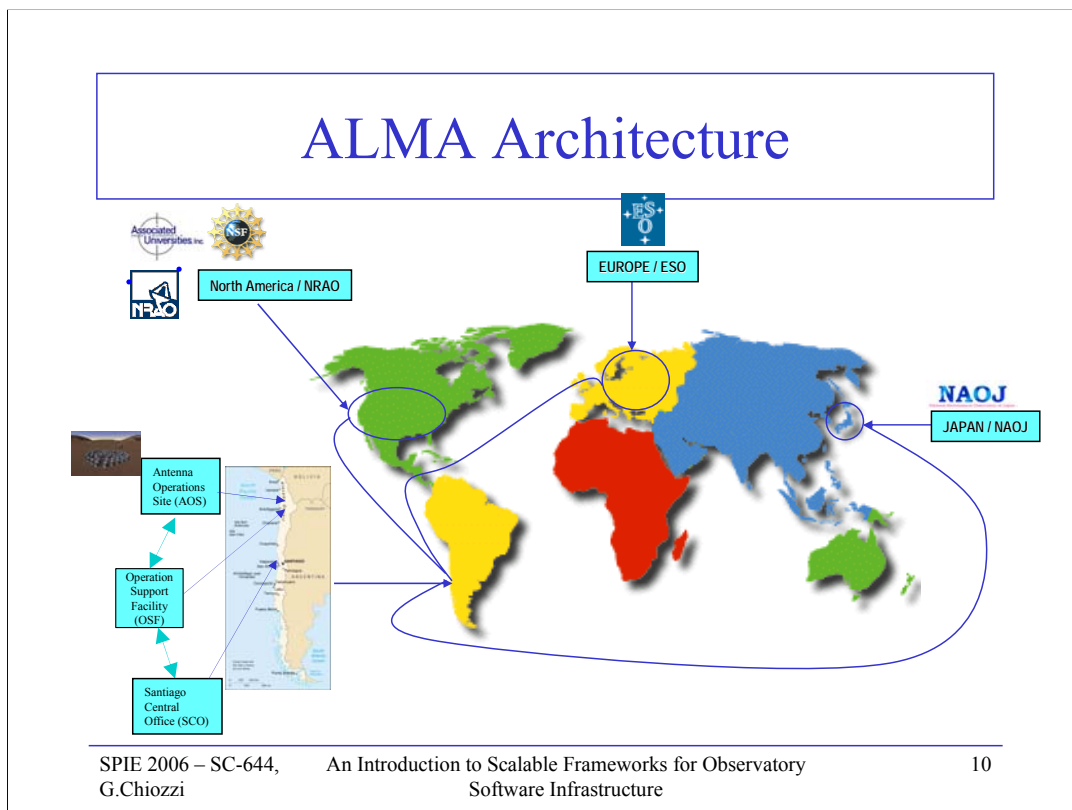 ALMA Architecture
Associated
Universities, Inc.
NSF
ES
O
EUROPE / ESO
North America / NRAO
NRAO
NAOJ
JAPAN / NAOJ
Antenna
Operations
Site (AOS)
BOLIVIA
SANTIAGO
ARGENTINA
Operation
Support
Facility
(OSF)
Santiago
Central
Office (SCO)
SPIE 2006 – SC-644,
G.Chiozzi
An Introduction to Scalable Frameworks for Observatory
Software Infrastructure
10